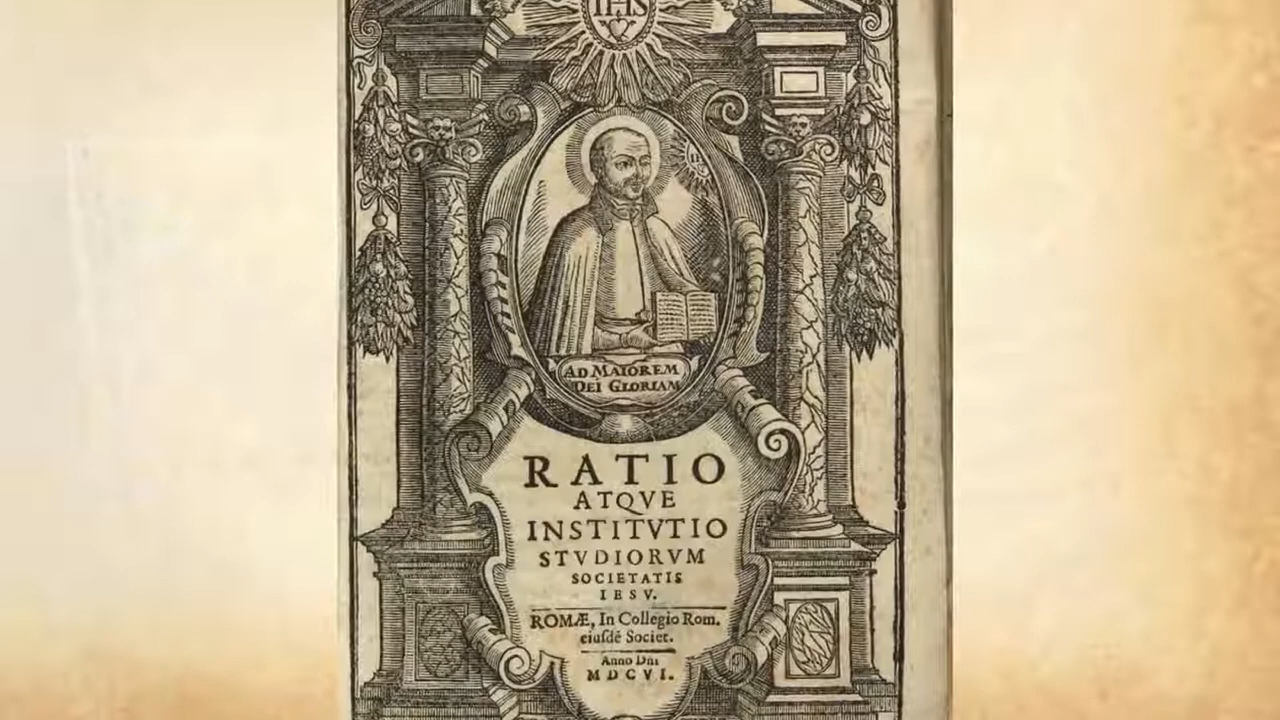 IHS
AD MAIOREM
DEI GLORIAM
RATIO
ATQVE
INSTITVTIO
STVDIORVM
SOCIETATIS
IESV.
ROMÆ, In Collegio Rom.
eiusdē Societ.
Anno Dni
MDCVI.